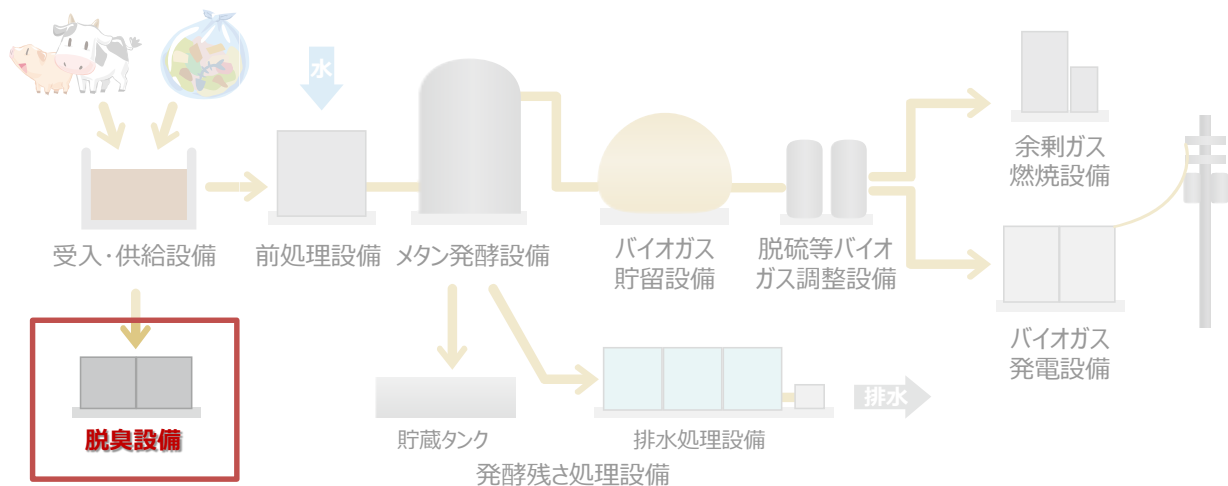 水
余剰ガス
燃焼設備
受入・供給設備
前処理設備
メタン発酵設備
バイオガス
貯留設備
脱硫等バイオ
ガス調整設備
バイオガス
発電設備
脱臭設備
貯蔵タンク
排水処理設備
排水
発酵残さ処理設備